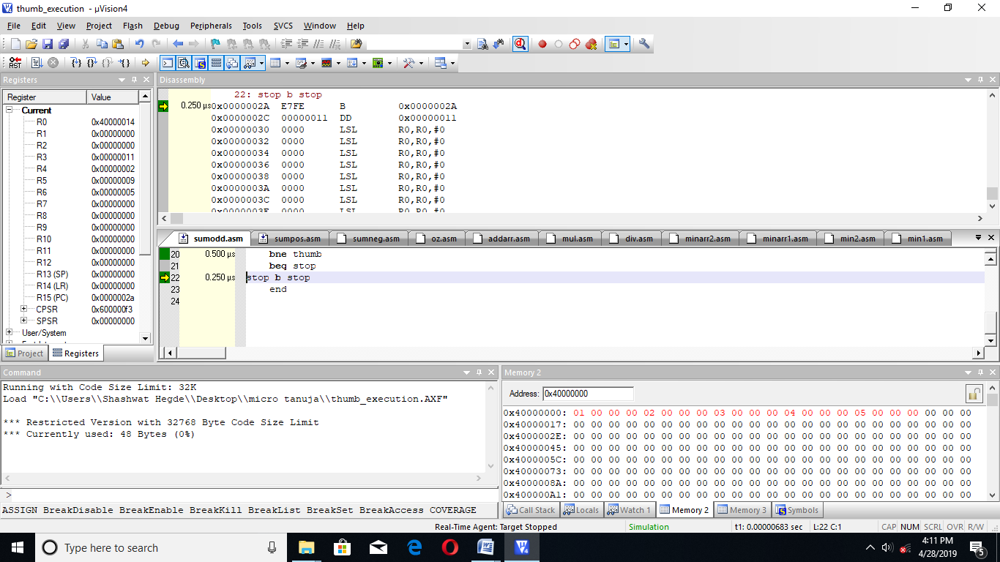 thumb_execution - µVision4
File Edit View Project Flash Debug Peripherals Tools SVCS Window Help
Registers
Register Value
Current
R0 0x40000014
R1 0x00000000
R2 0x00000000
R3 0x00000011
R4 0x00000002
R5 0x00000009
R6 0x00000005
R7 0x00000000
R8 0x00000000
R9 0x00000000
R10 0x00000000
R11 0x00000000
R12 0x00000000
R13 (SP) 0x00000000
R14 (LR) 0x00000000
R15 (PC) 0x0000002a
CPSR 0x600000f3
SPSR 0x00000000
User/System
Project Registers
Disassembly
22: stop b stop
0.250 µs 0x0000002A E7FE B 0x0000002A
0x0000002C 00000011 DD 0x00000011
0x00000030 0000 LSL R0,R0,#0
0x00000032 0000 LSL R0,R0,#0
0x00000034 0000 LSL R0,R0,#0
0x00000036 0000 LSL R0,R0,#0
0x00000038 0000 LSL R0,R0,#0
0x0000003A 0000 LSL R0,R0,#0
0x0000003C 0000 LSL R0,R0,#0
0x0000003E 0000 LSL R0,R0,#0
sumodd.asm sumpos.asm sumneg.asm oz.asm addarr.asm mul.asm div.asm minarr2.asm minarr1.asm min2.asm min1.asm
20 0.500 µs bne thumb
21 beq stop
22 0.250 µs stop b stop
23 end
24
Command
Running with Code Size Limit: 32K
Load "C:\\Users\\Shashwat Hegde\\Desktop\\micro tanuja\\thumb_execution.AXF"
*** Restricted Version with 32768 Byte Code Size Limit
*** Currently used: 48 Bytes (0%)
>
ASSIGN BreakDisable BreakEnable BreakKill BreakList BreakSet BreakAccess COVERAGE
Memory 2
Address: 0x40000000
0x40000000: 01 00 00 00 02 00 00 00 03 00 00 00 04 00 00 00 05 00 00 00 00 00 00
0x40000017: 00 00 00 00 00 00 00 00 00 00 00 00 00 00 00 00 00 00 00 00 00 00 00
0x4000002E: 00 00 00 00 00 00 00 00 00 00 00 00 00 00 00 00 00 00 00 00 00 00 00
0x40000045: 00 00 00 00 00 00 00 00 00 00 00 00 00 00 00 00 00 00 00 00 00 00 00
0x4000005C: 00 00 00 00 00 00 00 00 00 00 00 00 00 00 00 00 00 00 00 00 00 00 00
0x40000073: 00 00 00 00 00 00 00 00 00 00 00 00 00 00 00 00 00 00 00 00 00 00 00
0x4000008A: 00 00 00 00 00 00 00 00 00 00 00 00 00 00 00 00 00 00 00 00 00 00 00
0x400000A1: 00 00 00 00 00 00 00 00 00 00 00 00 00 00 00 00 00 00 00 00 00 00 00
Call Stack Locals Watch 1 Memory 2 Memory 3 Symbols
Real-Time Agent: Target Stopped Simulation t1: 0.00000683 sec L:22 C:1 CAP NUM SCRL OVR R/W
Type here to search
4:11 PM
4/28/2019
5